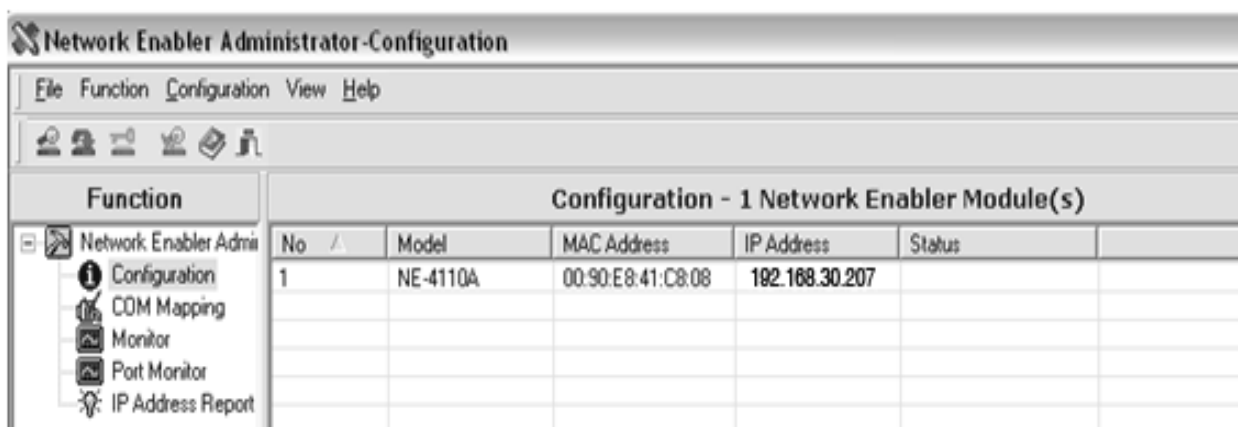 Network Enabler Administrator-Configuration
File Function Configuration View Help
Function
Configuration - 1 Network Enabler Module(s)
Network Enabler Admi
No Model MAC Address IP Address Status
Configuration
1 NE-4110A 00:90:E8:41:C8:08 192.168.30.207
COM Mapping
Monitor
Port Monitor
IP Address Report